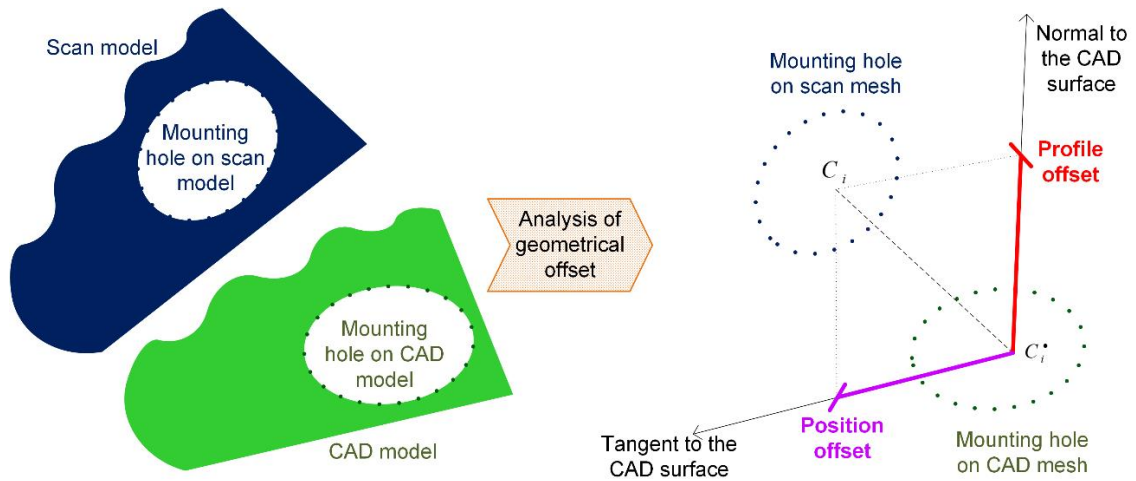 Scan model
Mounting
hole on scan
model
Mounting
hole on CAD
model
CAD model
Analysis of
geometrical
offset
Mounting hole
on scan mesh
Normal to
the CAD
surface
Profile
offset
C i
C i •
Position
offset
Tangent to the
CAD surface
Mounting hole
on CAD mesh